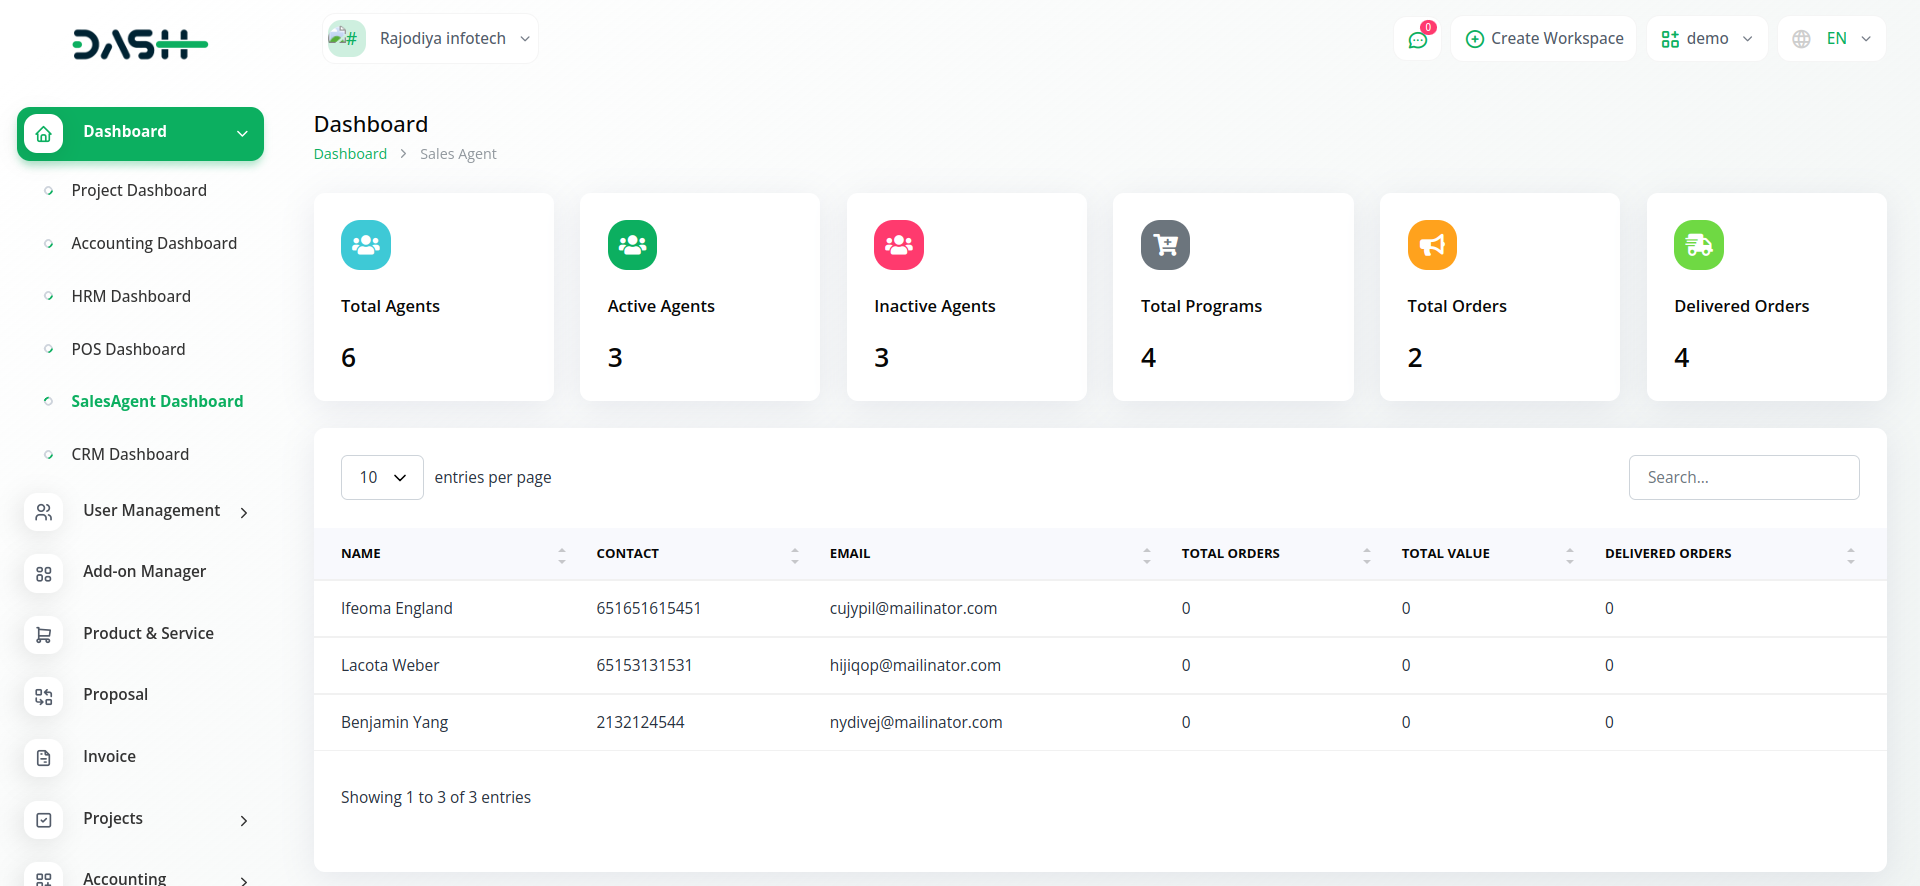 DASH
#
Rajodiya infotech
0
Create Workspace
demo
EN
Dashboard
Project Dashboard
Accounting Dashboard
HRM Dashboard
POS Dashboard
SalesAgent Dashboard
CRM Dashboard
User Management
Add-on Manager
Product & Service
Proposal
Invoice
Projects
Accounting
Dashboard
Dashboard Sales Agent
Total Agents
6
Active Agents
3
Inactive Agents
3
Total Programs
4
Total Orders
2
Delivered Orders
4
10 entries per page
Search...
NAME CONTACT EMAIL TOTAL ORDERS TOTAL VALUE DELIVERED ORDERS
Ifeoma England 651651615451 cujypil@mailinator.com 0 0 0
Lacota Weber 65153131531 hijiqop@mailinator.com 0 0 0
Benjamin Yang 2132124544 nydivej@mailinator.com 0 0 0
Showing 1 to 3 of 3 entries